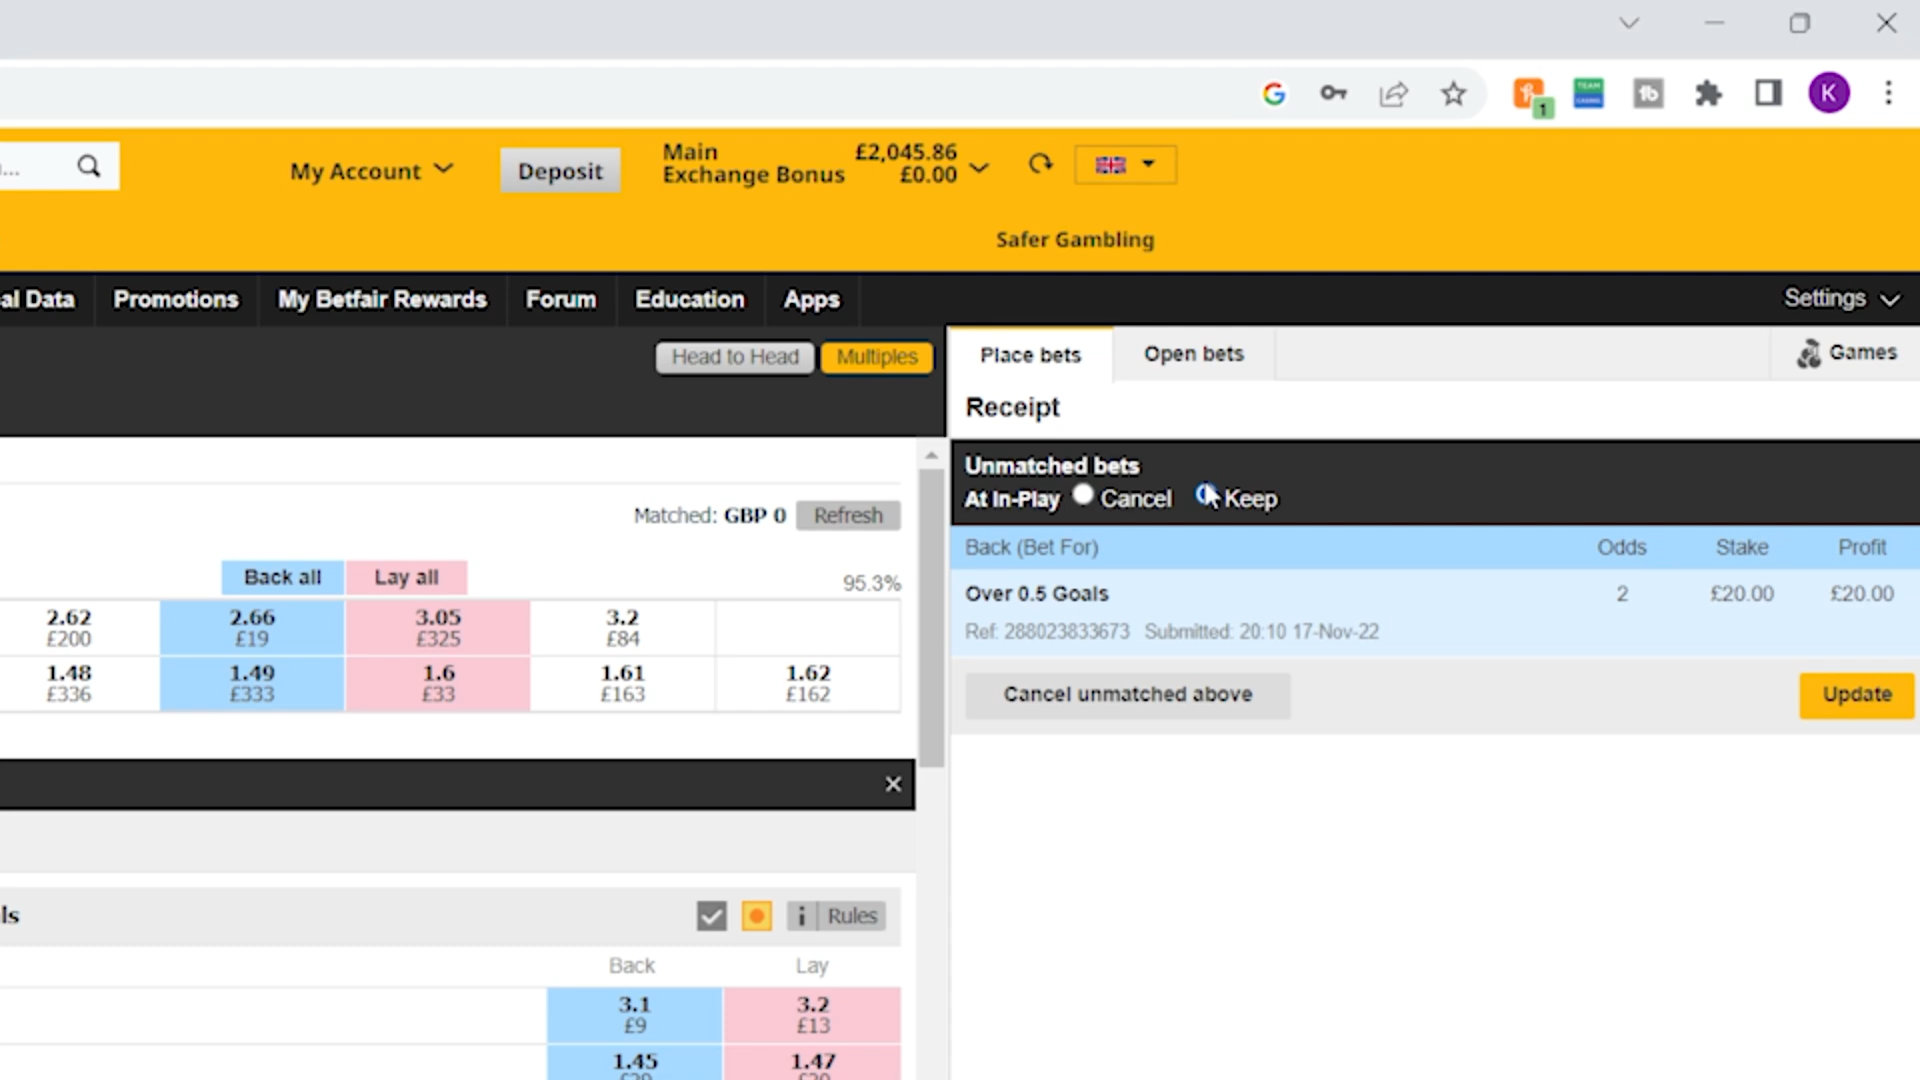 ...
My Account
Deposit
Main £2,045.86
Exchange Bonus £0.00
K
1
Safer Gambling
al Data Promotions My Betfair Rewards Forum Education Apps Settings
Head to Head Multiples
Place bets Open bets Games
Receipt
Unmatched bets
At In-Play Cancel Keep
Matched: GBP 0 Refresh
Back (Bet For) Odds Stake Profit
Back all Lay all 95.3%
Over 0.5 Goals 2 £20.00 £20.00
Ref: 288023833673 Submitted: 20:10 17-Nov-22
2.62 2.66 3.05 3.2
£200 £19 £325 £84
1.48 1.49 1.6 1.61 1.62
£336 £333 £33 £163 £162
Cancel unmatched above Update
ls i Rules
Back Lay
3.1 3.2
£9 £13
1.45 1.47